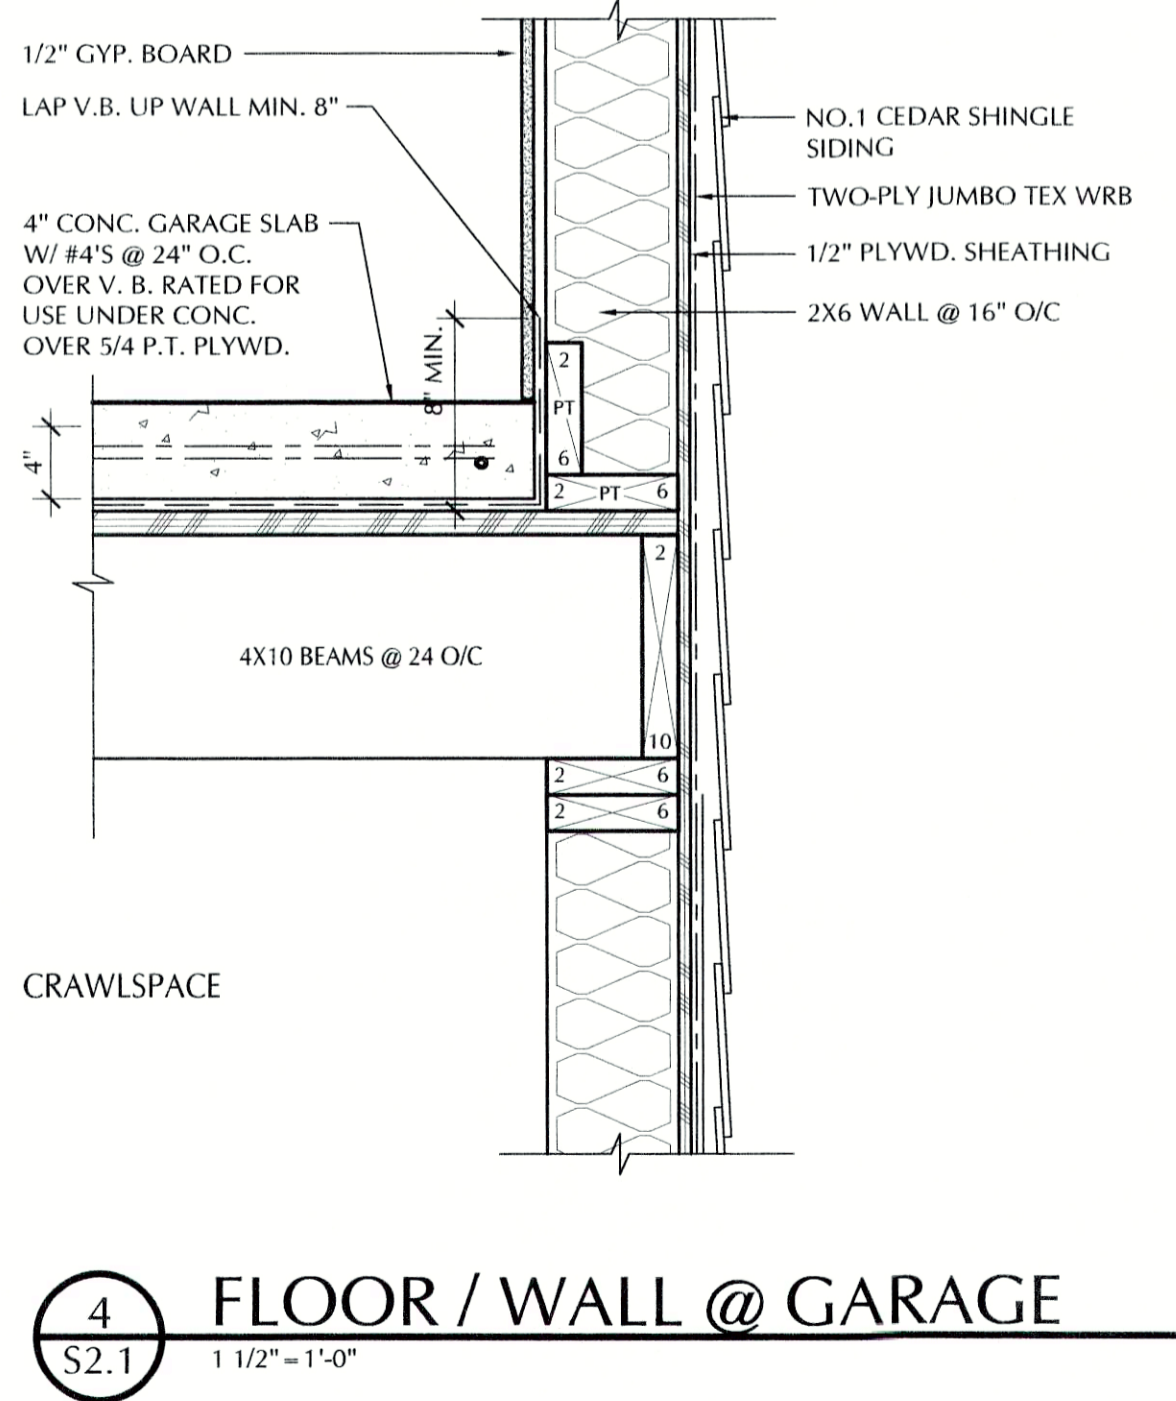 1/2" GYP. BOARD
LAP V.B. UP WALL MIN. 8"
4" CONC. GARAGE SLAB
W/ #4'S @ 24" O.C.
OVER V. B. RATED FOR
USE UNDER CONC.
OVER 5/4 P.T. PLYWD.
NO.1 CEDAR SHINGLE
SIDING
TWO-PLY JUMBO TEX WRB
1/2" PLYWD. SHEATHING
2X6 WALL @ 16" O/C
8" MIN.
4"
2
PT
6
2 PT 6
2
10
4X10 BEAMS @ 24 O/C
2 6
2 6
CRAWLSPACE
4
S2.1
FLOOR / WALL @ GARAGE
1 1/2" = 1'-0"